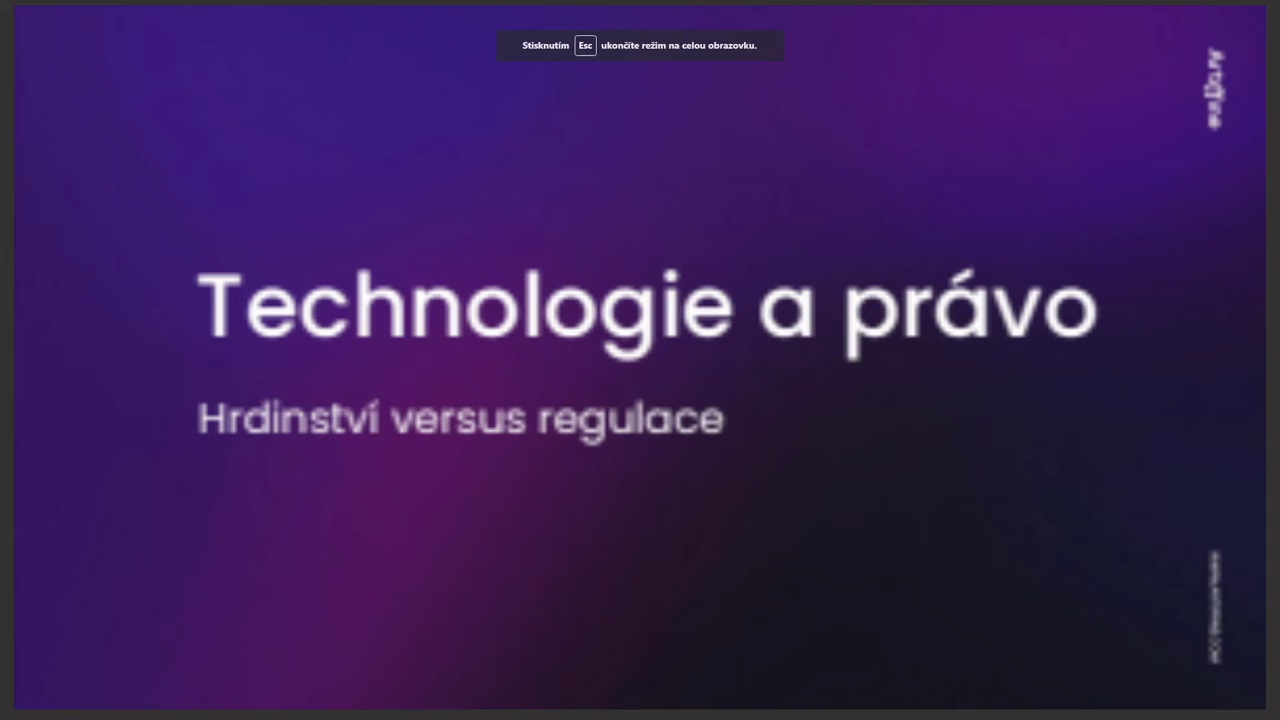 Stisknutím Esc ukončíte režim na celou obrazovku.
Technologie a právo
Hrdinství versus regulace